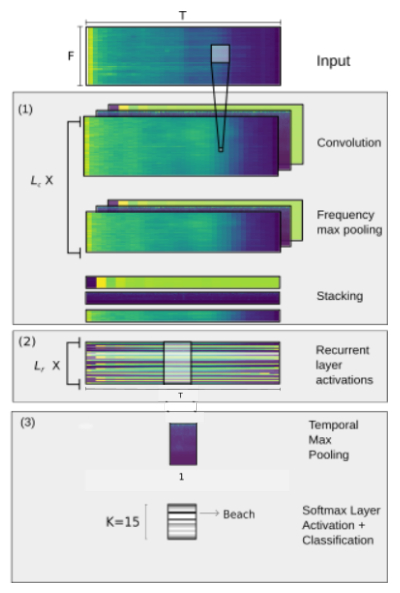 T
F
Input
(1)
Convolution
L_c X
Frequency
max pooling
Stacking
(2)
L_r X
Recurrent
layer
activations
T
(3)
Temporal
Max
Pooling
1
K=15
Beach
Softmax Layer
Activation +
Classification